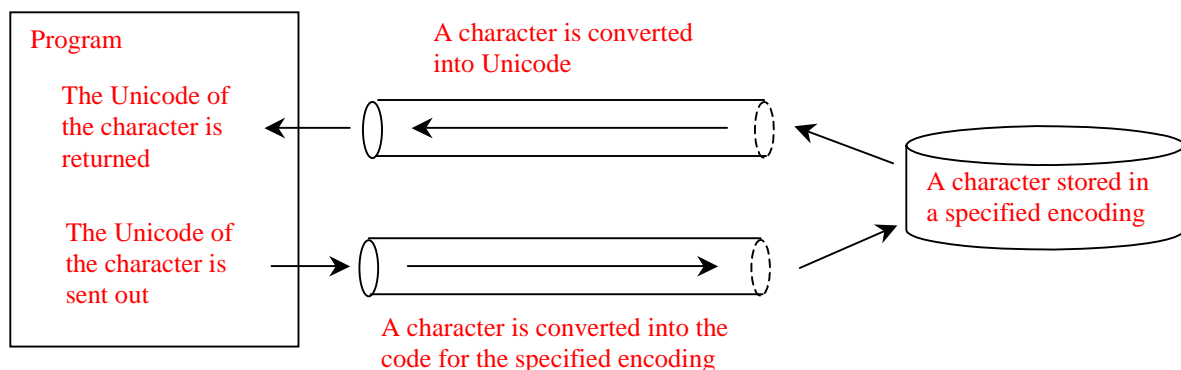 Program
The Unicode of
the character is
returned
The Unicode of
the character is
sent out
A character is converted
into Unicode
A character is converted into the
code for the specified encoding
A character stored in
a specified encoding